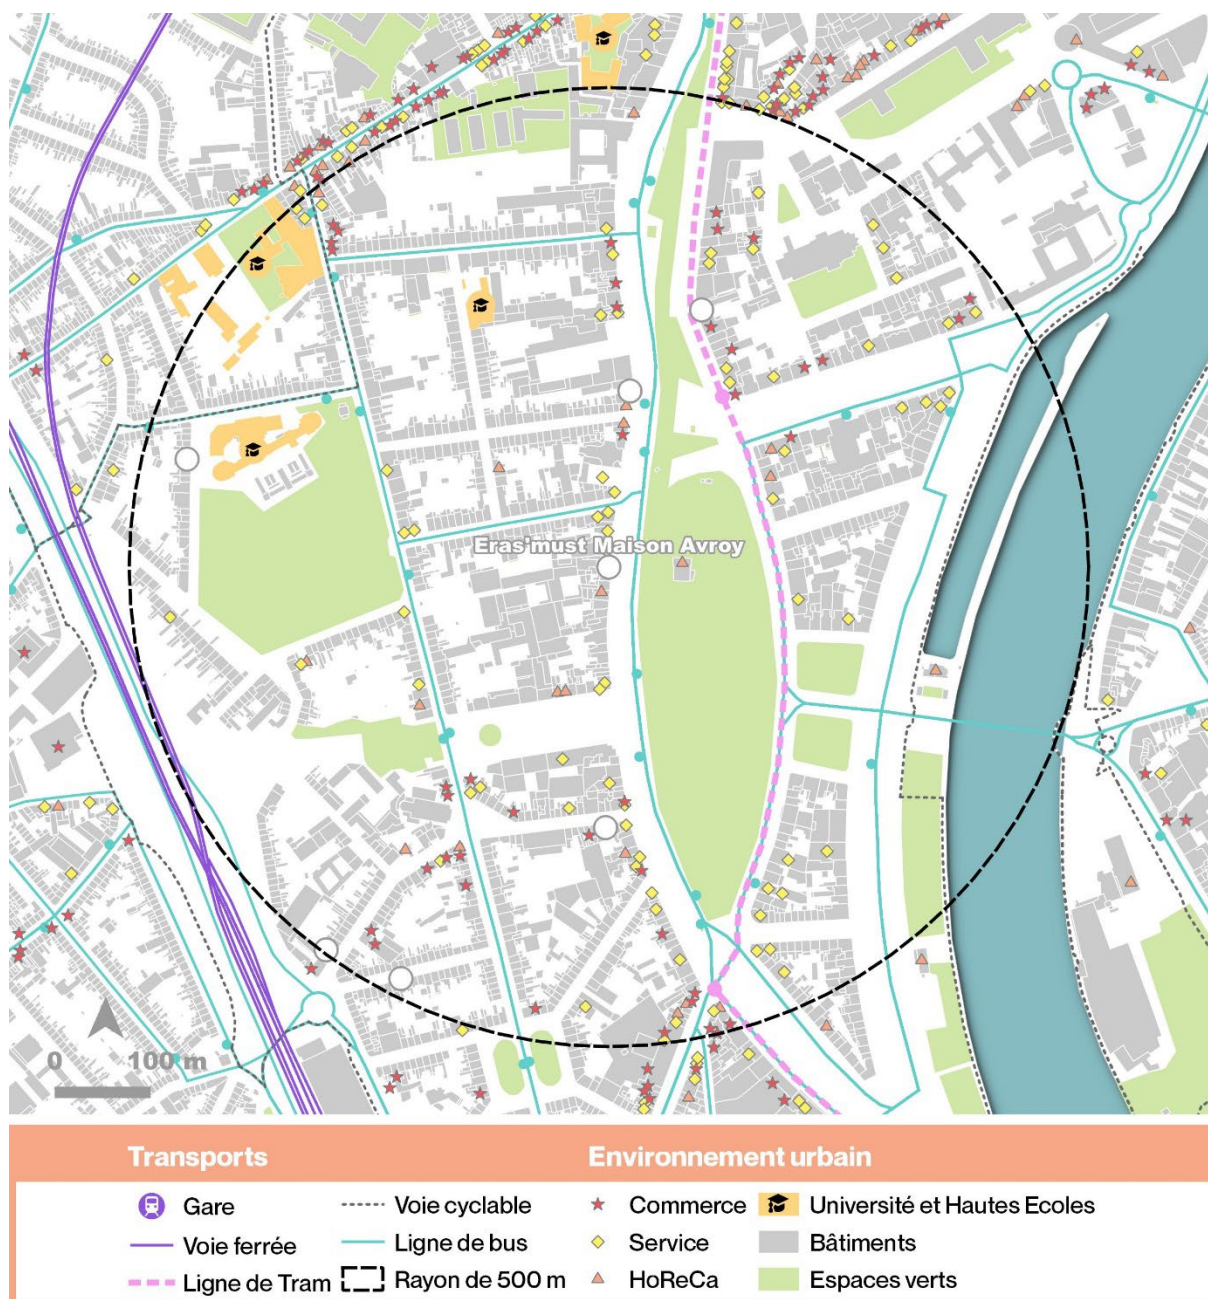 Eras'must Maison Avroy
0 100 m
Transports
Environnement urbain
Gare
Voie cyclable
Commerce
Université et Hautes Ecoles
Voie ferrée
Ligne de bus
Service
Bâtiments
Ligne de Tram
Rayon de 500 m
HoReCa
Espaces verts